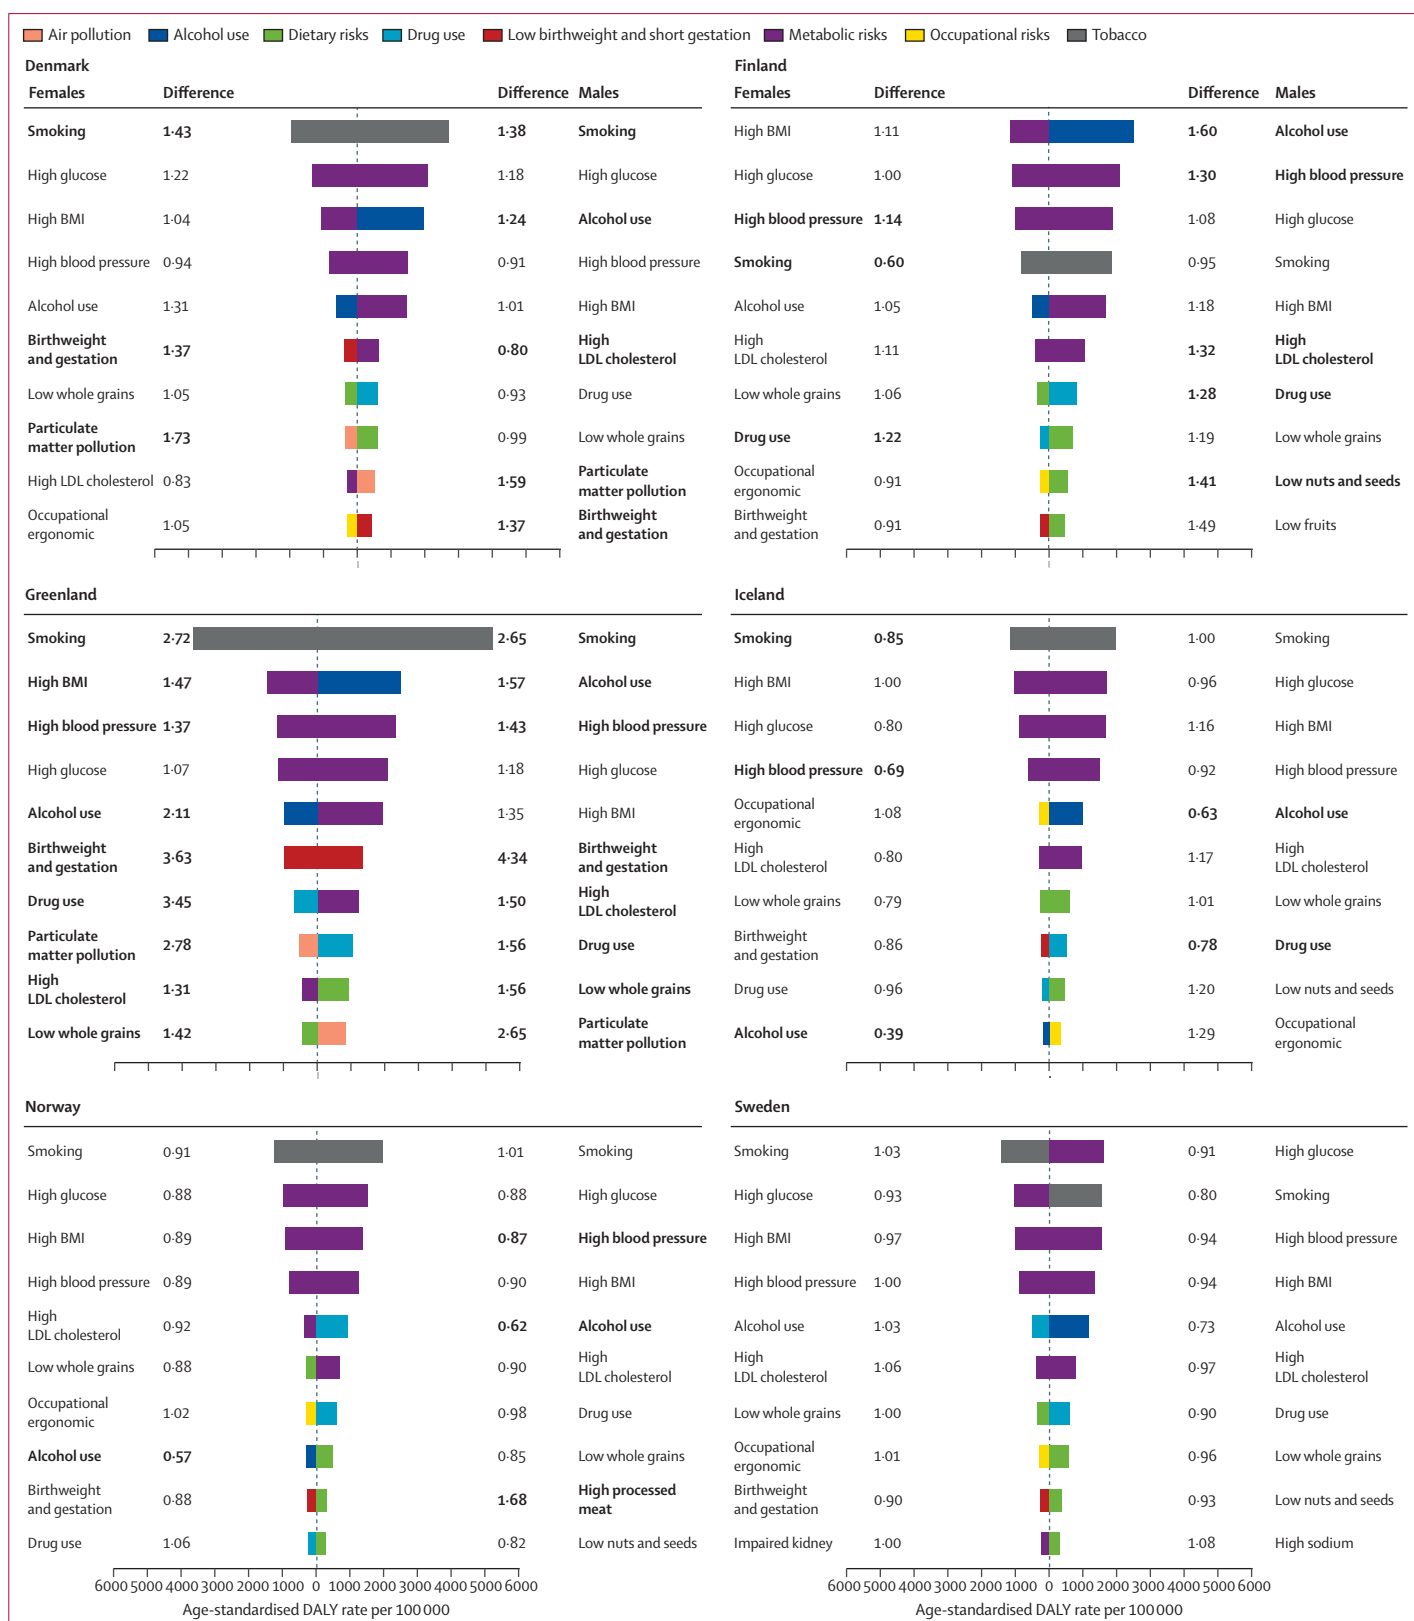 Air pollution Alcohol use Dietary risks Drug use Low birthweight and short gestation Metabolic risks Occupational risks Tobacco
Denmark
Females Difference Difference Males
Smoking 1·43 1·38 Smoking
High glucose 1·22 1·18 High glucose
High BMI 1·04 1·24 Alcohol use
High blood pressure 0·94 0·91 High blood pressure
Alcohol use 1·31 1·01 High BMI
Birthweight
and gestation 1·37 0·80 High
LDL cholesterol
Low whole grains 1·05 0·93 Drug use
Particulate
matter pollution 1·73 0·99 Low whole grains
High LDL cholesterol 0·83 1·59 Particulate
matter pollution
Occupational
ergonomic 1·05 1·37 Birthweight
and gestation
Finland
Females Difference Difference Males
High BMI 1·11 1·60 Alcohol use
High glucose 1·00 1·30 High blood pressure
High blood pressure 1·14 1·08 High glucose
Smoking 0·60 0·95 Smoking
Alcohol use 1·05 1·18 High BMI
High
LDL cholesterol 1·11 1·32 High
LDL cholesterol
Low whole grains 1·06 1·28 Drug use
Drug use 1·22 1·19 Low whole grains
Occupational
ergonomic 0·91 1·41 Low nuts and seeds
Birthweight
and gestation 0·91 1·49 Low fruits
Greenland
Smoking 2·72 2·65 Smoking
High BMI 1·47 1·57 Alcohol use
High blood pressure 1·37 1·43 High blood pressure
High glucose 1·07 1·18 High glucose
Alcohol use 2·11 1·35 High BMI
Birthweight
and gestation 3·63 4·34 Birthweight
and gestation
Drug use 3·45 1·50 High
LDL cholesterol
Particulate
matter pollution 2·78 1·56 Drug use
High
LDL cholesterol 1·31 1·56 Low whole grains
Low whole grains 1·42 2·65 Particulate
matter pollution
Iceland
Smoking 0·85 1·00 Smoking
High BMI 1·00 0·96 High glucose
High glucose 0·80 1·16 High BMI
High blood pressure 0·69 0·92 High blood pressure
Occupational
ergonomic 1·08 0·63 Alcohol use
High
LDL cholesterol 0·80 1·17 High
LDL cholesterol
Low whole grains 0·79 1·01 Low whole grains
Birthweight
and gestation 0·86 0·78 Drug use
Drug use 0·96 1·20 Low nuts and seeds
Alcohol use 0·39 1·29 Occupational
ergonomic
Norway
Smoking 0·91 1·01 Smoking
High glucose 0·88 0·88 High glucose
High BMI 0·89 0·87 High blood pressure
High blood pressure 0·89 0·90 High BMI
High
LDL cholesterol 0·92 0·62 Alcohol use
Low whole grains 0·88 0·90 High
LDL cholesterol
Occupational
ergonomic 1·02 0·98 Drug use
Alcohol use 0·57 0·85 Low whole grains
Birthweight
and gestation 0·88 1·68 High processed
meat
Drug use 1·06 0·82 Low nuts and seeds
6000 5000 4000 3000 2000 1000 0 1000 2000 3000 4000 5000 6000
Age-standardised DALY rate per 100 000
Sweden
Smoking 1·03 0·91 High glucose
High glucose 0·93 0·80 Smoking
High BMI 0·97 0·94 High blood pressure
High blood pressure 1·00 0·94 High BMI
Alcohol use 1·03 0·73 Alcohol use
High
LDL cholesterol 1·06 0·97 High
LDL cholesterol
Low whole grains 1·00 0·90 Drug use
Occupational
ergonomic 1·01 0·96 Low whole grains
Birthweight
and gestation 0·90 0·93 Low nuts and seeds
Impaired kidney 1·00 1·08 High sodium
6000 5000 4000 3000 2000 1000 0 1000 2000 3000 4000 5000 6000
Age-standardised DALY rate per 100 000